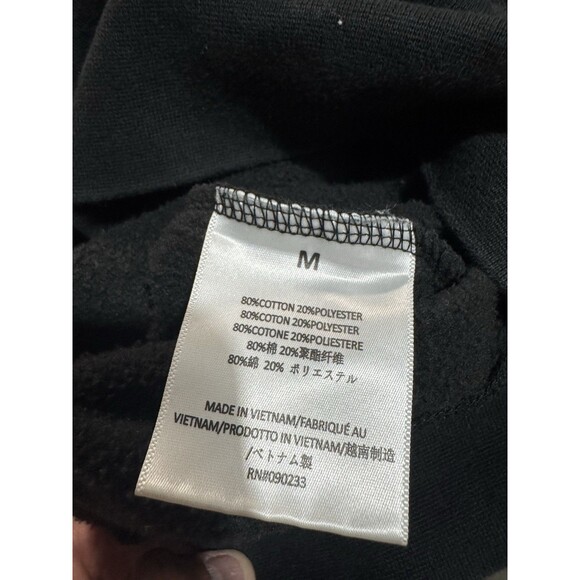 M
80%COTTON 20%POLYESTER
80%COTON 20%POLYESTER
80%COTONE 20%POLIESTERE
80%棉 20%聚酯纤维
80%綿 20% ポリエステル
MADE IN VIETNAM/FABRIQUÉ AU
VIETNAM/PRODOTTO IN VIETNAM/越南制造
/ベトナム製
RN#090233